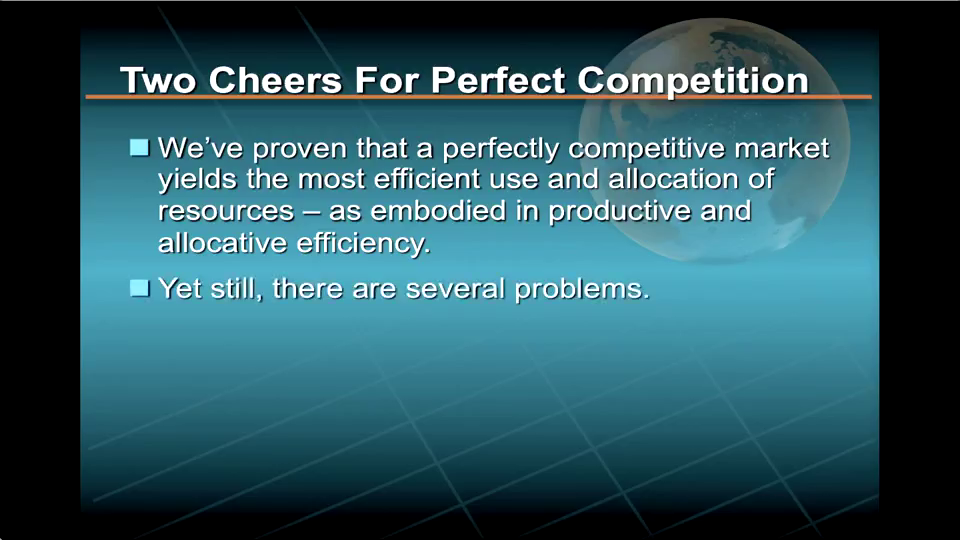 Two Cheers For Perfect Competition
We’ve proven that a perfectly competitive market
yields the most efficient use and allocation of
resources – as embodied in productive and
allocative efficiency.
Yet still, there are several problems.